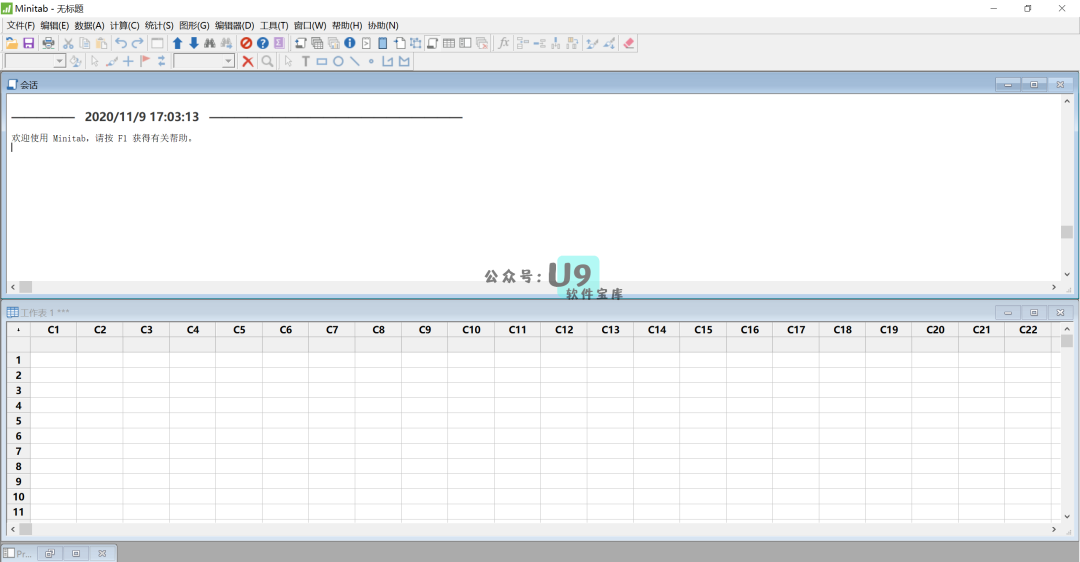 Minitab - 无标题
文件(F) 编辑(E) 数据(A) 计算(C) 统计(S) 图形(G) 编辑器(D) 工具(T) 窗口(W) 帮助(H) 协助(N)
会话
2020/11/9 17:03:13
欢迎使用 Minitab，请按 F1 获得有关帮助。
公众号：U9
软件宝库
工作表 1 ***
C1 C2 C3 C4 C5 C6 C7 C8 C9 C10 C11 C12 C13 C14 C15 C16 C17 C18 C19 C20 C21 C22
1
2
3
4
5
6
7
8
9
10
11
Pr...